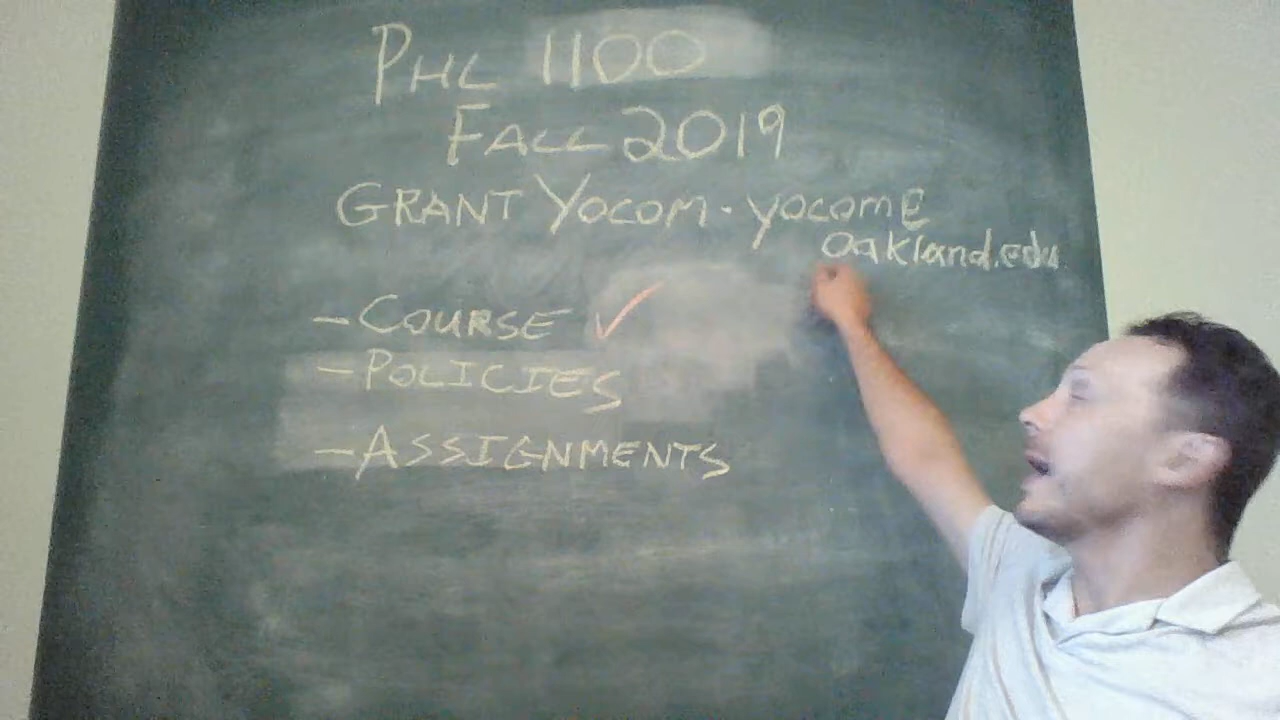 PHL 1100
FALL 2019
GRANT YOCOM - yocom@
oakland.edu
- COURSE ✓
- POLICIES
- ASSIGNMENTS